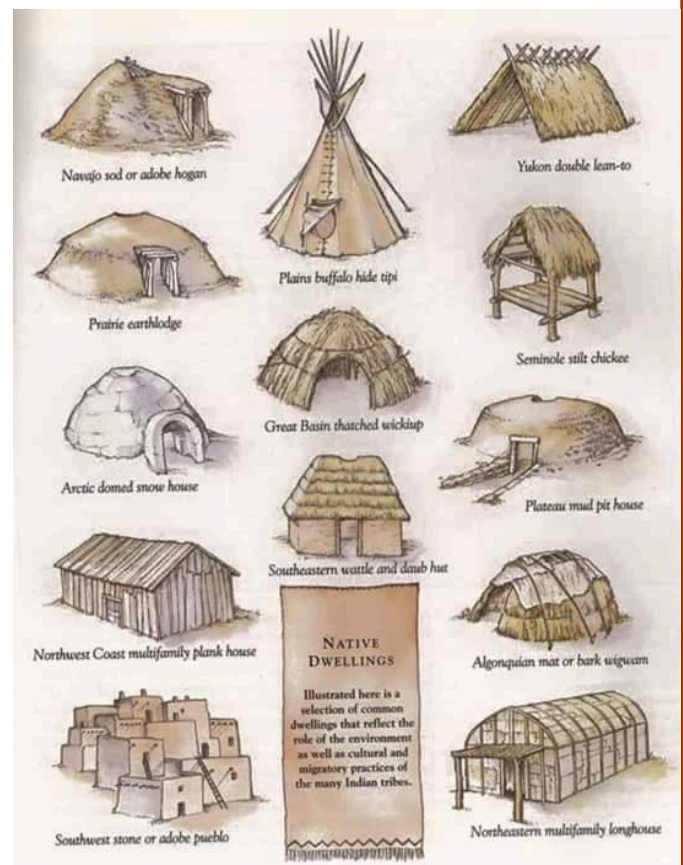 Navajo sod or adobe hogan
Plains buffalo hide tipi
Yukon double lean-to
Prairie earthlodge
Great Basin thatched wickiup
Seminole stilt chickee
Arctic domed snow house
Southeastern wattle and daub hut
Plateau mud pit house
Northwest Coast multifamily plank house
Algonquian mat or bark wigwam
Southwest stone or adobe pueblo
NATIVE
DWELLINGS
Illustrated here is a
selection of common
dwellings that reflect the
role of the environment
as well as cultural and
migratory practices of
the many Indian tribes.
Northeastern multifamily longhouse